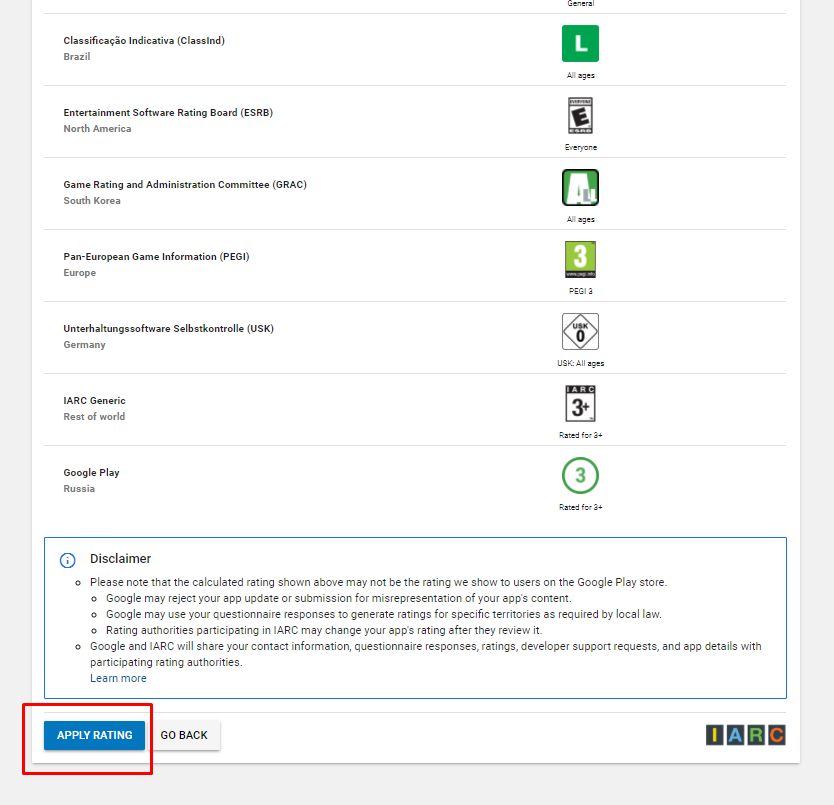 General
Classificação Indicativa (ClassInd)
Brazil
L
All ages
Entertainment Software Rating Board (ESRB)
North America
EVERYONE
E
ESRB
Everyone
Game Rating and Administration Committee (GRAC)
South Korea
ALL
All ages
Pan-European Game Information (PEGI)
Europe
3
www.pegi.info
PEGI 3
Unterhaltungssoftware Selbstkontrolle (USK)
Germany
USK
0
USK: All ages
IARC Generic
Rest of world
IARC
3+
Rated for 3+
Google Play
Russia
3
Rated for 3+
Disclaimer
Please note that the calculated rating shown above may not be the rating we show to users on the Google Play store.
Google may reject your app update or submission for misrepresentation of your app's content.
Google may use your questionnaire responses to generate ratings for specific territories as required by local law.
Rating authorities participating in IARC may change your app's rating after they review it.
Google and IARC will share your contact information, questionnaire responses, ratings, developer support requests, and app details with
participating rating authorities.
Learn more
APPLY RATING GO BACK IARC